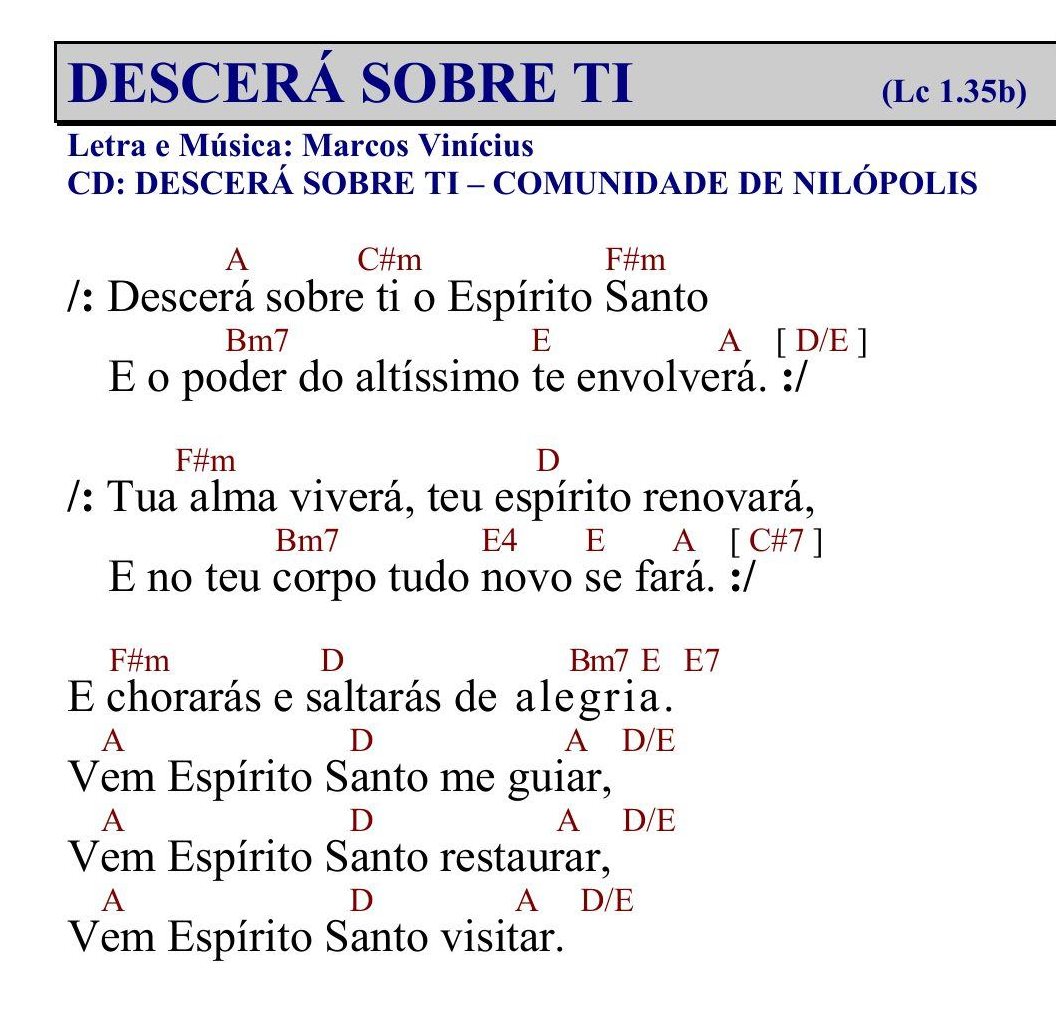 DESCERÁ SOBRE TI (Lc 1.35b)
Letra e Música: Marcos Vinícius
CD: DESCERÁ SOBRE TI – COMUNIDADE DE NILÓPOLIS
A C#m F#m
/: Descerá sobre ti o Espírito Santo
Bm7 E A [ D/E ]
E o poder do altíssimo te envolverá. :/
F#m D
/: Tua alma viverá, teu espírito renovará,
Bm7 E4 E A [ C#7 ]
E no teu corpo tudo novo se fará. :/
F#m D Bm7 E E7
E chorarás e saltarás de alegria.
A D A D/E
Vem Espírito Santo me guiar,
A D A D/E
Vem Espírito Santo restaurar,
A D A D/E
Vem Espírito Santo visitar.